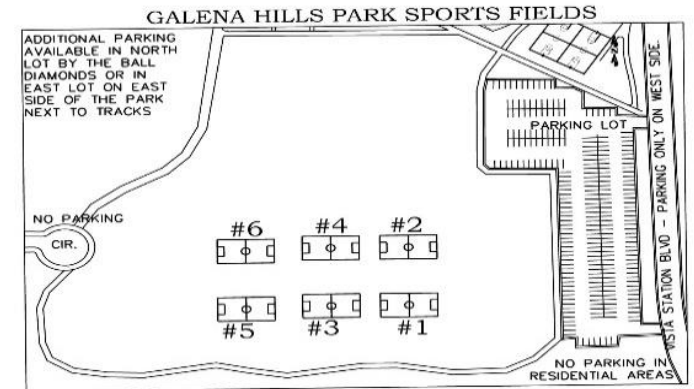 GALENA HILLS PARK SPORTS FIELDS
ADDITIONAL PARKING
AVAILABLE IN NORTH
LOT BY THE BALL
DIAMONDS OR IN
EAST LOT ON EAST
SIDE OF THE PARK
NEXT TO TRACKS
PARKING LOT
VISTA STATION BLVD - PARKING ONLY ON WEST SIDE.
NO PARKING
CIR.
#6
#4
#2
#5
#3
#1
NO PARKING IN
RESIDENTIAL AREAS